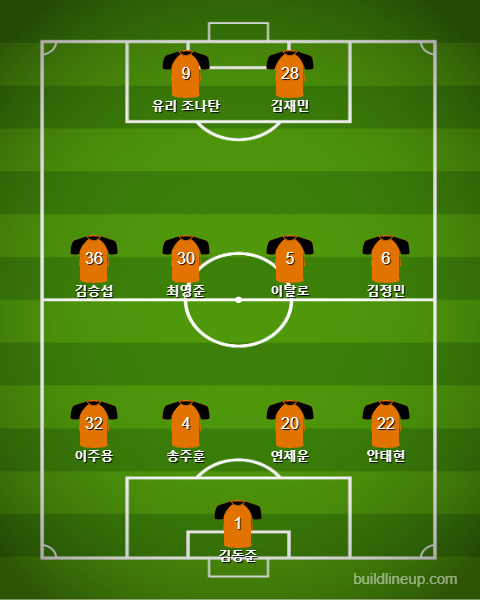 9 28
유리 조나탄 김재민
36 30 5 6
김승섭 최영준 이탈로 김정민
32 4 20 22
이주용 송주훈 연제운 안태현
1
김동준
buildlineup.com